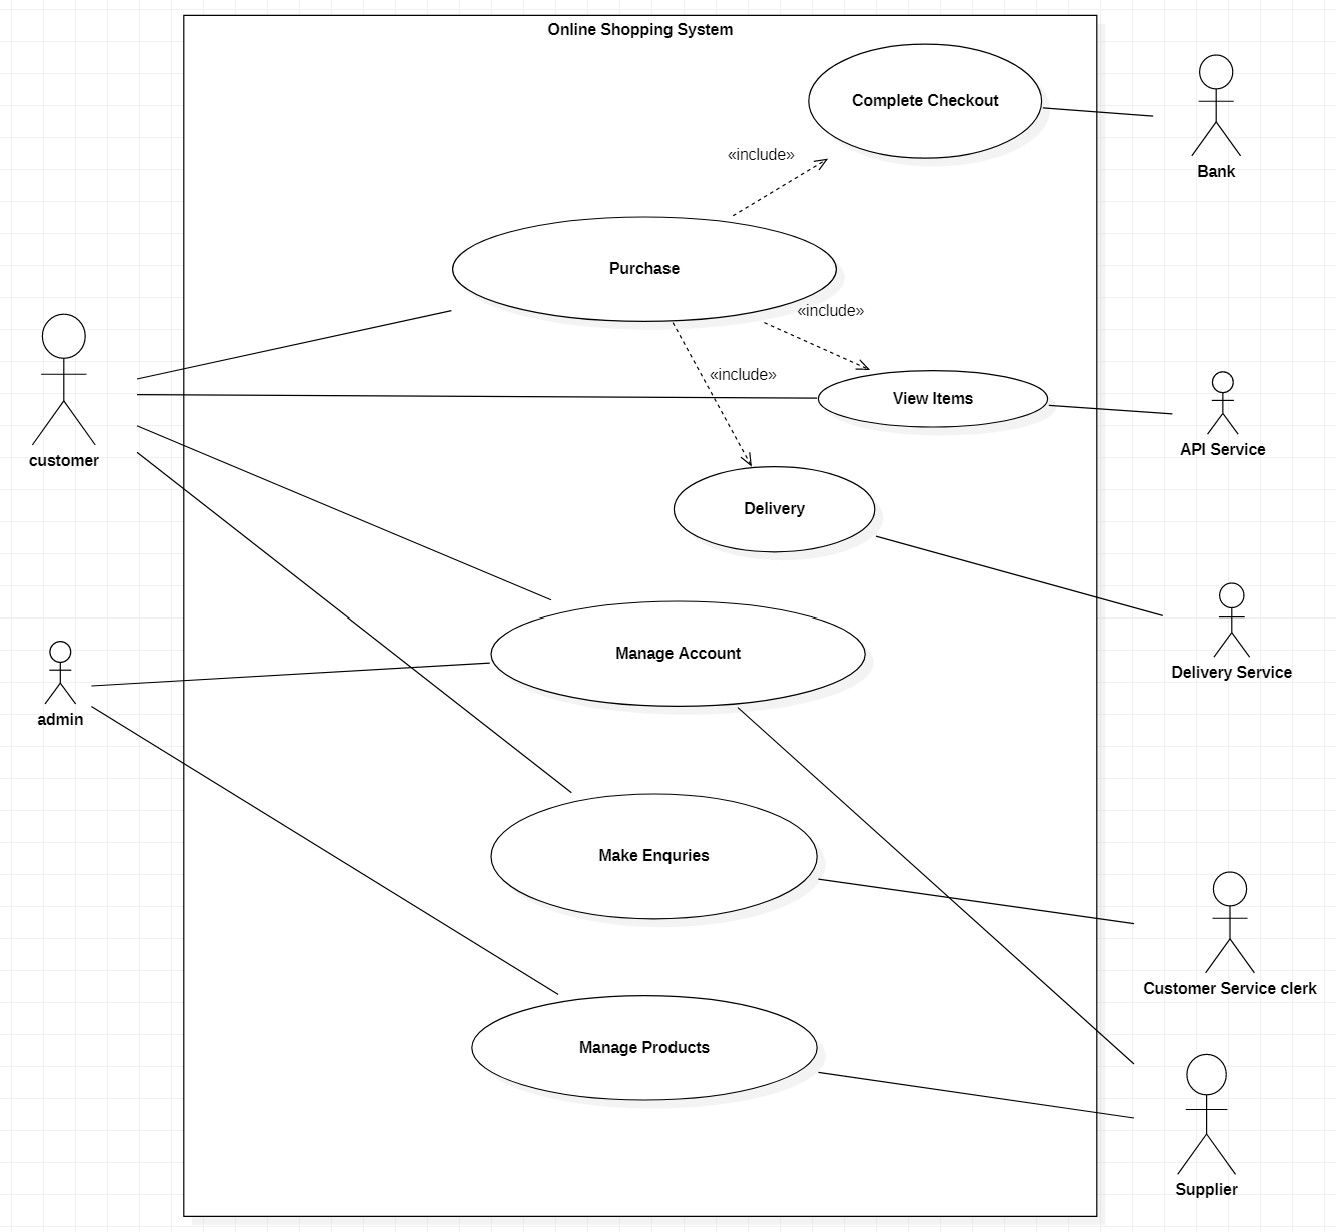 Online Shopping System
Complete Checkout
Bank
«include»
Purchase
«include»
customer
«include»
View Items
API Service
Delivery
Delivery Service
Manage Account
admin
Make Enquries
Customer Service clerk
Manage Products
Supplier